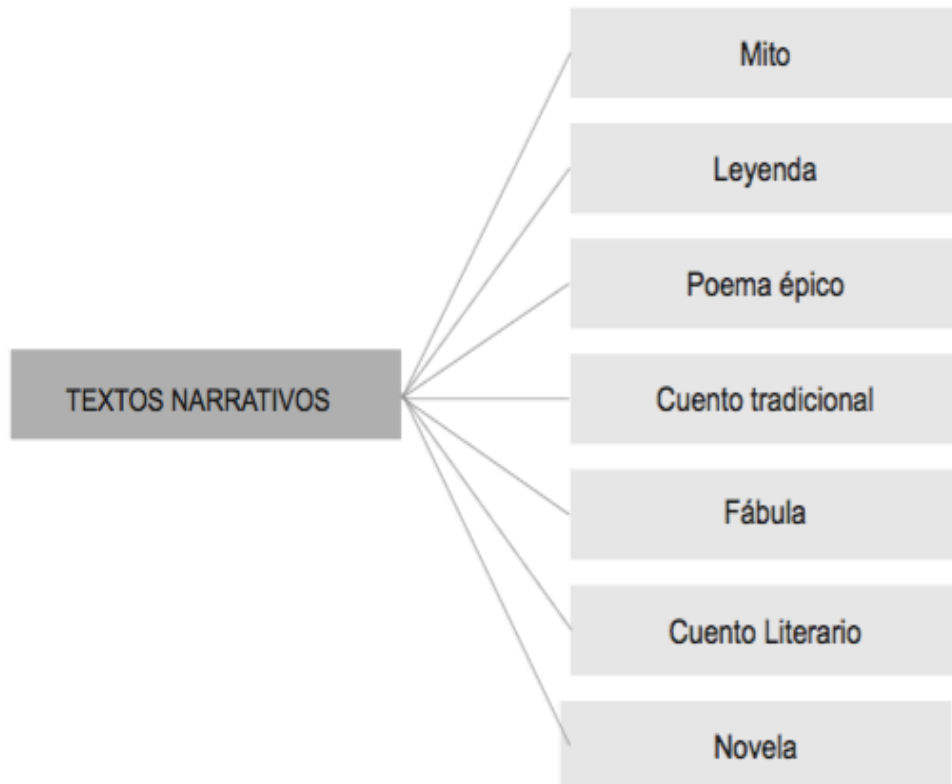 Mito
Leyenda
Poema épico
TEXTOS NARRATIVOS
Cuento tradicional
Fábula
Cuento Literario
Novela